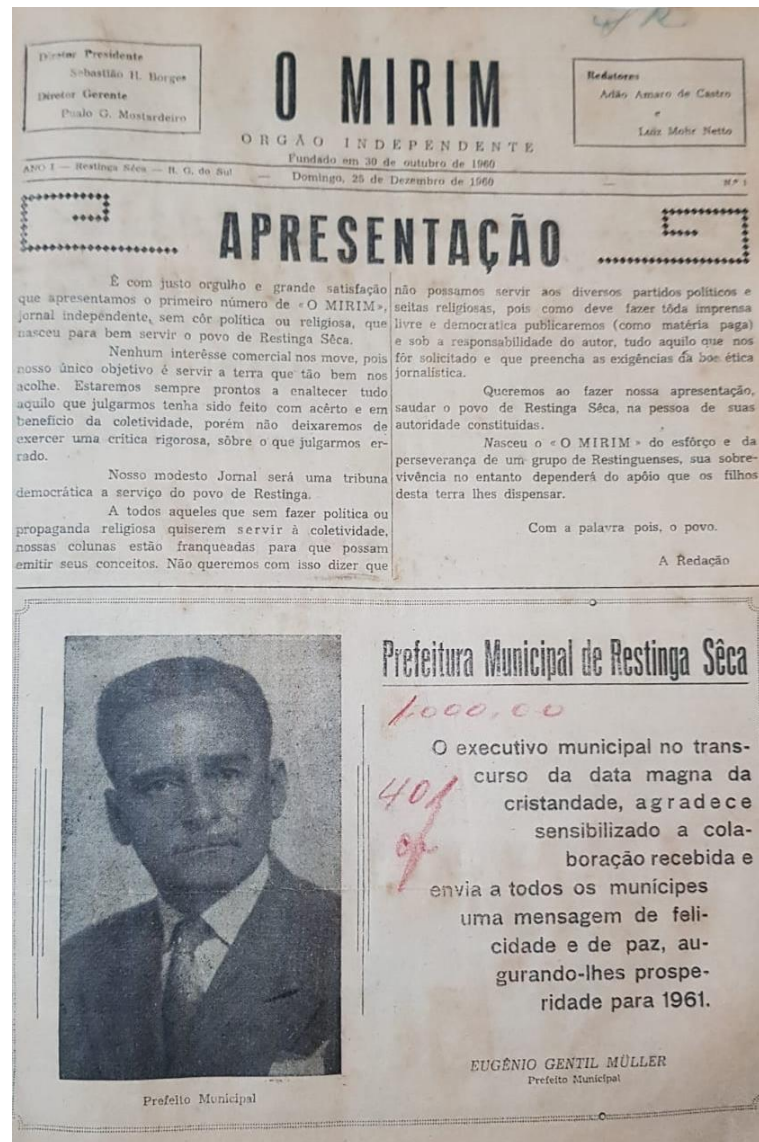 Diretor Presidente
Sebastião H. Borges
Diretor Gerente
Pualo G. Mostardeiro
O MIRIM
ORGÃO INDEPENDENTE
Fundado em 30 de outubro de 1960
Redatores
Adão Amaro de Castro
e
Luiz Mohr Netto
ANO I — Restinga Sêca — R. G. do Sul — Domingo, 25 de Dezembro de 1960 — N.º 1
APRESENTAÇÃO
É com justo orgulho e grande satisfação
que apresentamos o primeiro número de «O MIRIM»,
jornal independente, sem côr política ou religiosa, que
nasceu para bem servir o povo de Restinga Sêca.
Nenhum interêsse comercial nos move, pois
nosso único objetivo é servir a terra que tão bem nos
acolhe. Estaremos sempre prontos a enaltecer tudo
aquilo que julgarmos tenha sido feito com acêrto e em
benefício da coletividade, porém não deixaremos de
exercer uma crítica rigorosa, sôbre o que julgarmos er-
rado.
Nosso modesto Jornal será uma tribuna
democrática a serviço do povo de Restinga.
A todos aqueles que sem fazer política ou
propaganda religiosa quiserem servir à coletividade,
nossas colunas estão franqueadas para que possam
emitir seus conceitos. Não queremos com isso dizer que
não possamos servir aos diversos partidos políticos e
seitas religiosas, pois como deve fazer tôda imprensa
livre e democratica publicaremos (como matéria paga)
e sob a responsabilidade do autor, tudo aquilo que nos
fôr solicitado e que preencha as exigências da boe ética
jornalística.
Queremos ao fazer nossa apresentação,
saudar o povo de Restinga Sêca, na pessoa de suas
autoridade constituidas.
Nasceu o «O MIRIM» do esfôrço e da
perseverança de um grupo de Restinguenses, sua sobre-
vivência no entanto dependerá do apôio que os filhos
desta terra lhes dispensar.
Com a palavra pois, o povo.
A Redação
Prefeito Municipal
Prefeitura Municipal de Restinga Sêca
1.000,00
O executivo municipal no trans-
curso da data magna da
cristandade, agradece
sensibilizado a cola-
boração recebida e
envia a todos os munícipes
uma mensagem de feli-
cidade e de paz, au-
gurando-lhes prospe-
ridade para 1961.
EUGÊNIO GENTIL MÜLLER
Prefeito Municipal